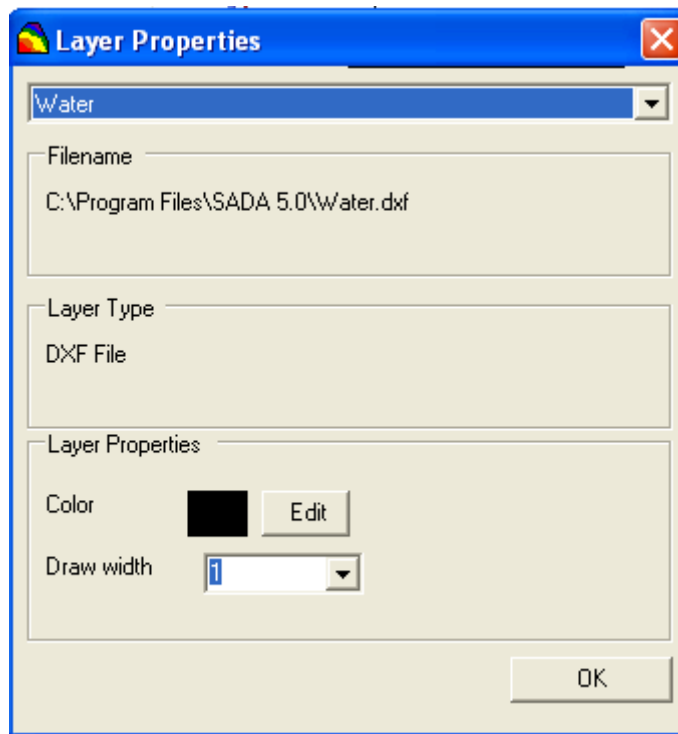 Layer Properties
Water
Filename
C:\Program Files\SADA 5.0\Water.dxf
Layer Type
DXF File
Layer Properties
Color
Edit
Draw width
1
OK